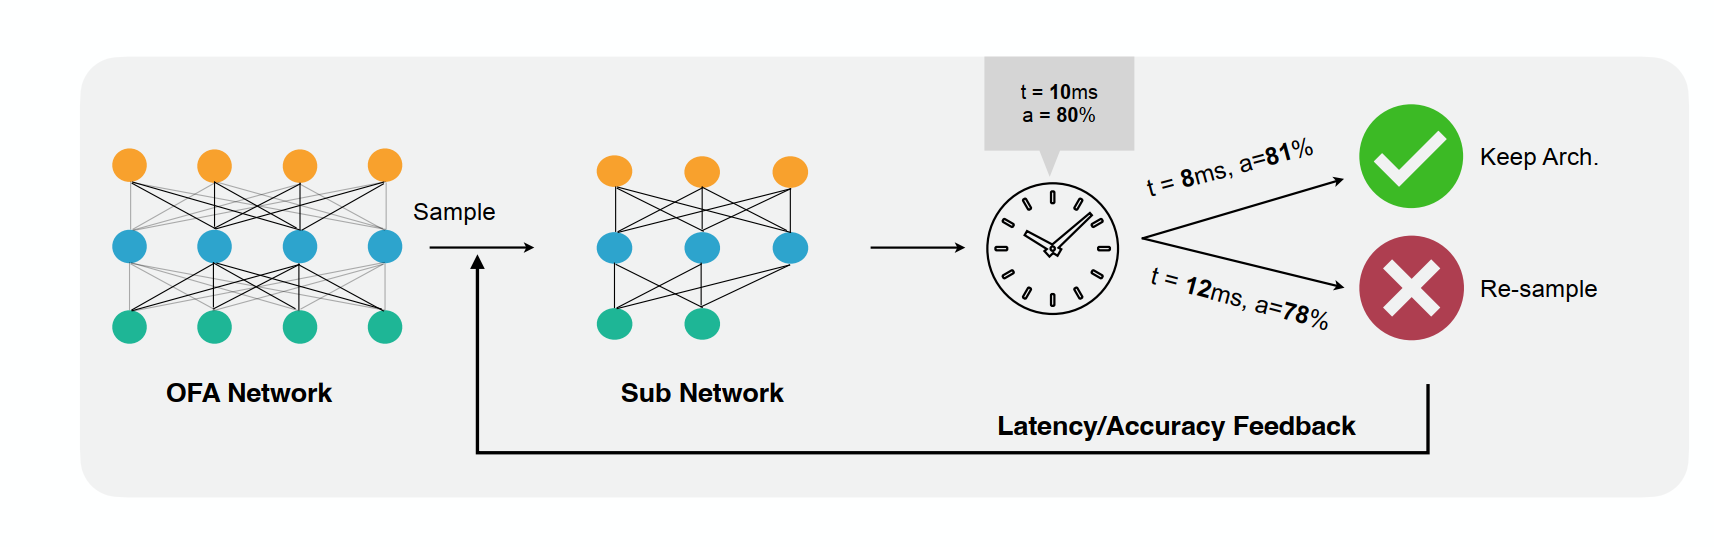 t = 10ms
a = 80%
t = 8ms, a=81%
Keep Arch.
Sample
t = 12ms, a=78%
Re-sample
OFA Network
Sub Network
Latency/Accuracy Feedback